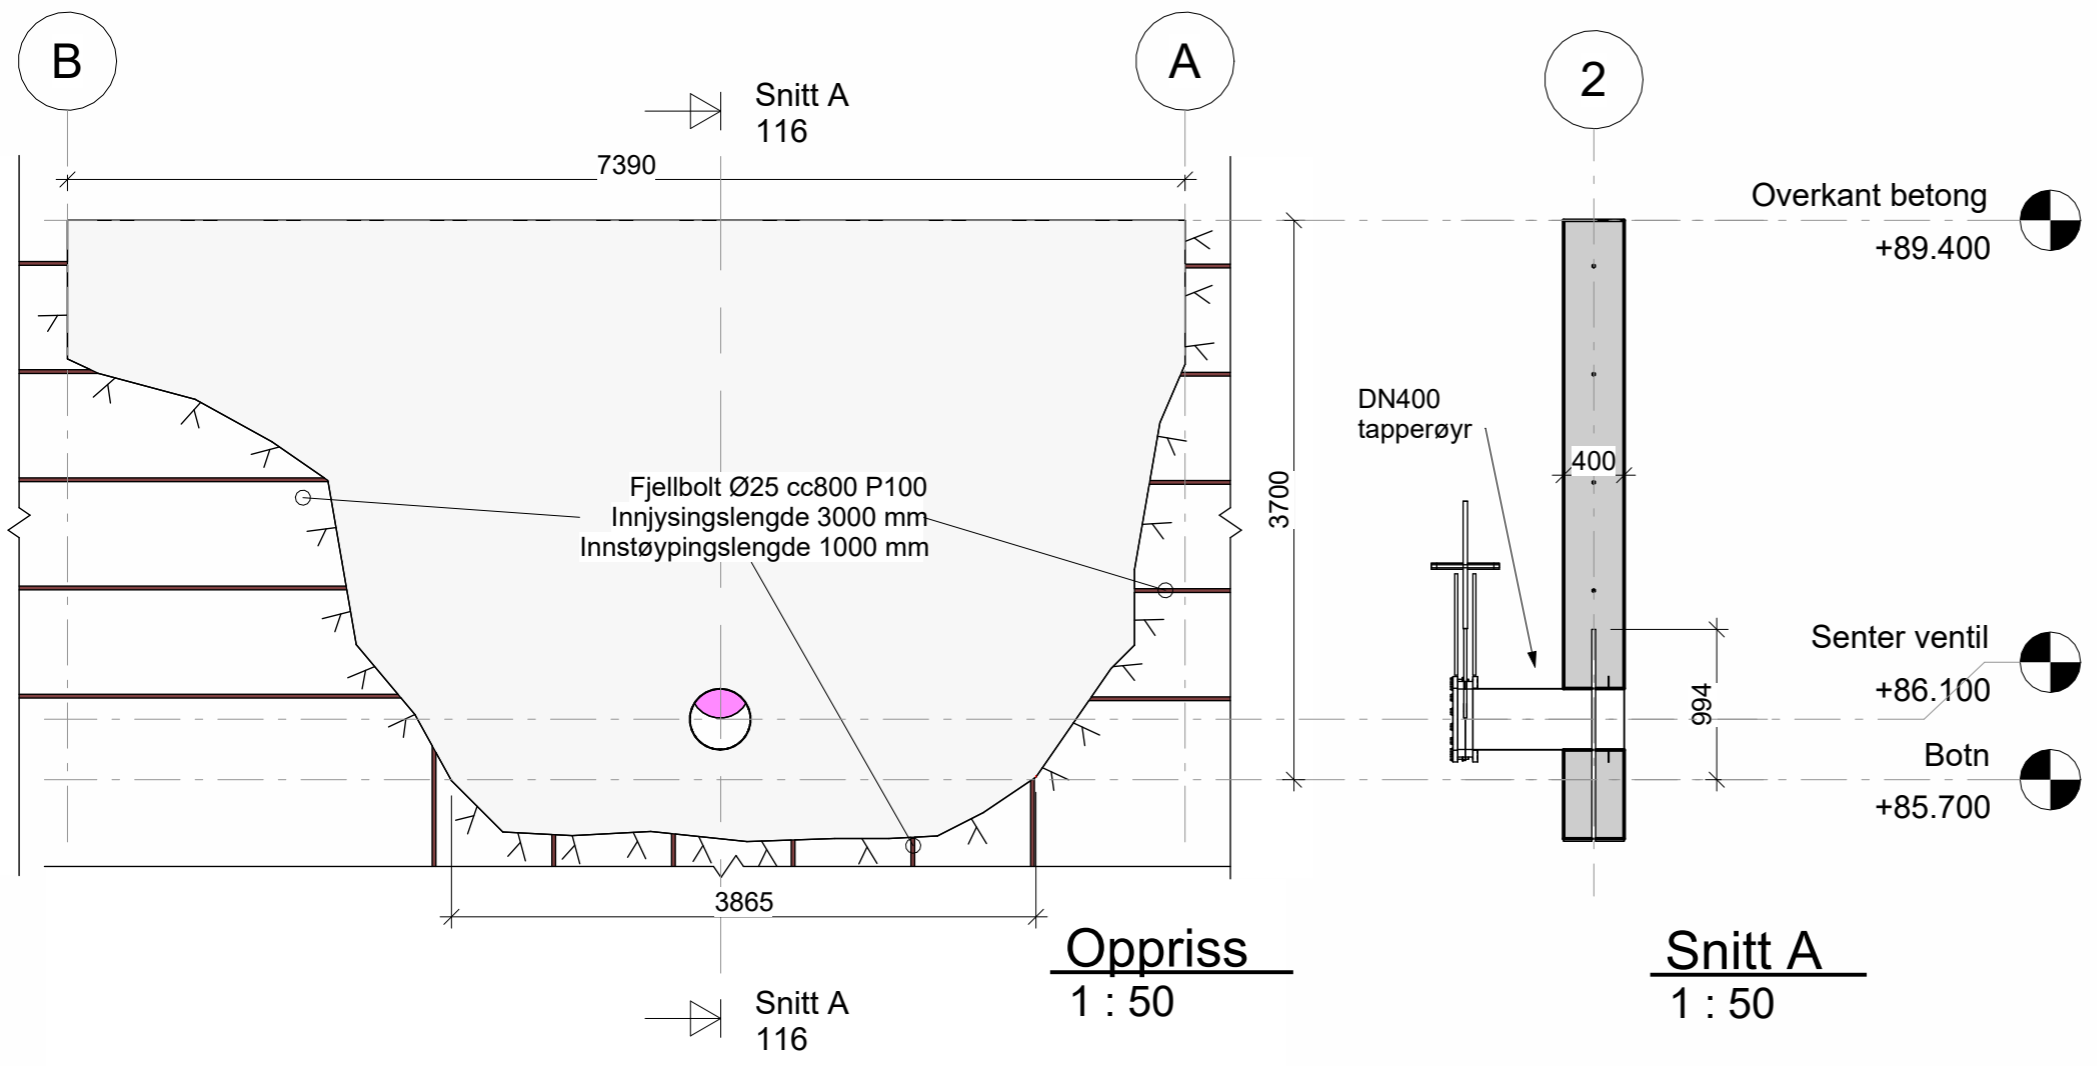 B
A
2
Snitt A
116
7390
Overkant betong
+89.400
DN400
tapperøyr
400
Fjellbolt Ø25 cc800 P100
Innjysingslengde 3000 mm
Innstøypingslengde 1000 mm
3700
Senter ventil
+86.100
994
Botn
+85.700
3865
Oppriss
1 : 50
Snitt A
1 : 50
Snitt A
116